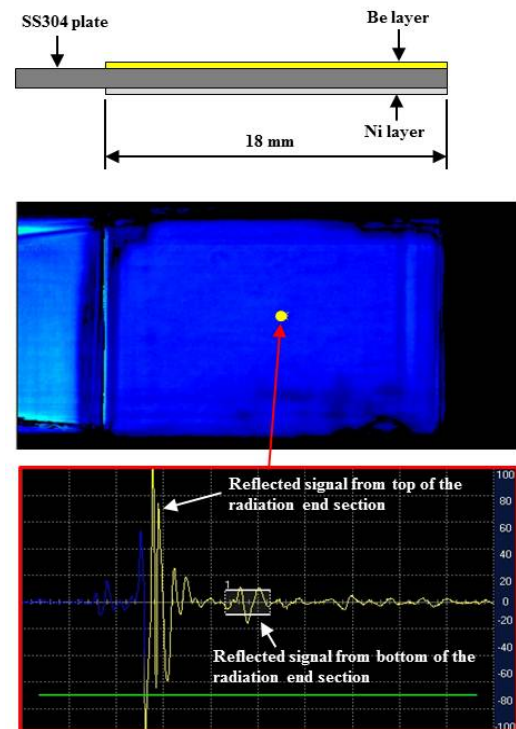 SS304 plate
Be layer
Ni layer
18 mm
Reflected signal from top of the
radiation end section
1
Reflected signal from bottom of the
radiation end section
100
80
60
40
20
0
-20
-40
-60
-80
-100